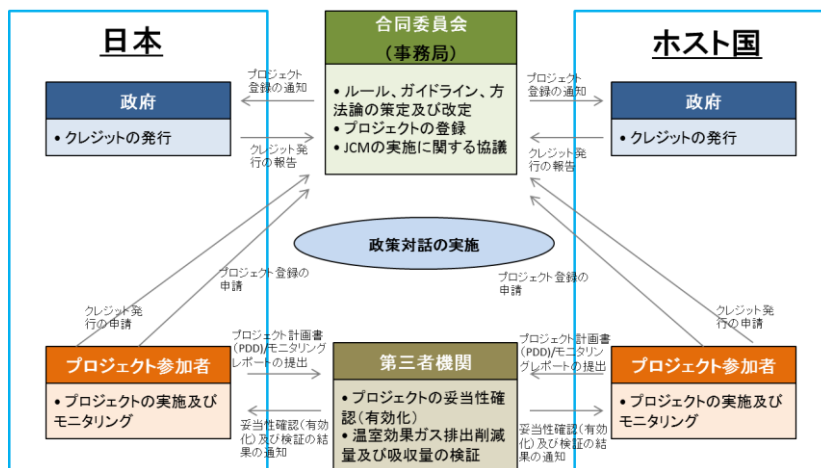 日本
合同委員会
(事務局)
ホスト国
プロジェクト
登録の通知
プロジェクト
登録の通知
政府
• クレジットの発行
• ルール、ガイドライン、方
法論の策定及び改定
• プロジェクトの登録
• JCMの実施に関する協議
政府
• クレジットの発行
クレジット発
行の報告
クレジット発
行の報告
政策対話の実施
プロジェクト登録の
申請
プロジェクト登録の
申請
クレジット発
行の申請
クレジット発
行の申請
プロジェクト参加者
• プロジェクトの実施及び
モニタリング
プロジェクト計画書
(PDD)/モニタリング
レポートの提出
第三者機関
• プロジェクトの妥当性確
認(有効化)
• 温室効果ガス排出削減
量及び吸収量の検証
プロジェクト計画書
(PDD)/モニタリン
グレポートの提出
プロジェクト参加者
• プロジェクトの実施及び
モニタリング
妥当性確認(有効
化)及び検証の結
果の通知
妥当性確認(有効
化)及び検証の結
果の通知